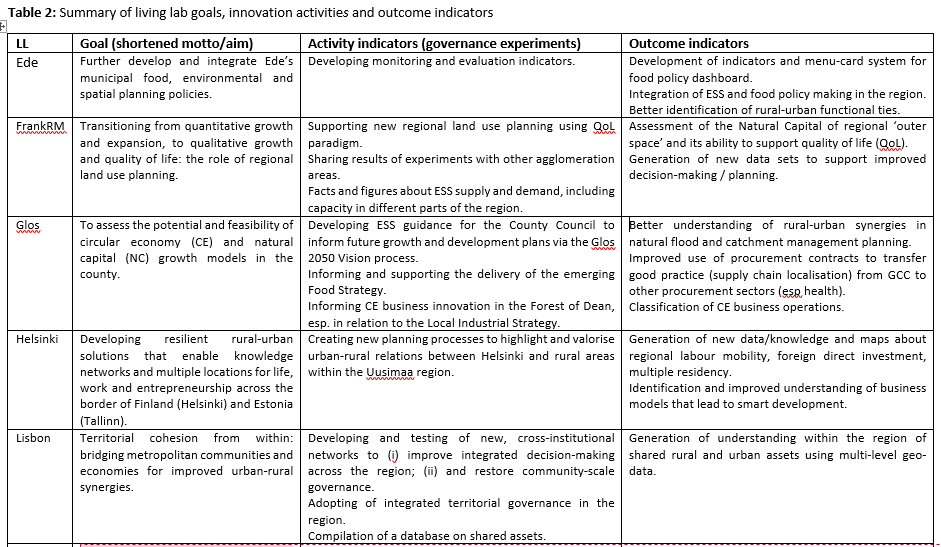 Table 2: Summary of living lab goals, innovation activities and outcome indicators
LL
Goal (shortened motto/aim)
Activity indicators (governance experiments)
Outcome indicators
Ede
Further develop and integrate Ede's
municipal food, environmental and
spatial planning policies.
Developing monitoring and evaluation indicators.
Development of indicators and menu-card system for
food policy dashboard.
Integration of ESS and food policy making in the region.
Better identification of rural-urban functional ties.
FrankRM
Transitioning from quantitative growth
and expansion, to qualitative growth
and quality of life: the role of regional
land use planning.
Supporting new regional land use planning using QoL
paradigm.
Sharing results of experiments with other agglomeration
areas.
Facts and figures about ESS supply and demand, including
capacity in different parts of the region.
Assessment of the Natural Capital of regional 'outer
space' and its ability to support quality of life (QoL).
Generation of new data sets to support improved
decision-making / planning.
Glos
To assess the potential and feasibility of
circular economy (CE) and natural
capital (NC) growth models in the
county.
Developing ESS guidance for the County Council to
inform future growth and development plans via the Glos
2050 Vision process.
Informing and supporting the delivery of the emerging
Food Strategy.
Informing CE business innovation in the Forest of Dean,
esp. in relation to the Local Industrial Strategy.
Better understanding of rural-urban synergies in
natural flood and catchment management planning.
Improved use of procurement contracts to transfer
good practice (supply chain localisation) from GCC to
other procurement sectors (esp health).
Classification of CE business operations.
Helsinki
Developing resilient rural-urban
solutions that enable knowledge
networks and multiple locations for life,
work and entrepreneurship across the
border of Finland (Helsinki) and Estonia
(Tallinn).
Creating new planning processes to highlight and valorise
urban-rural relations between Helsinki and rural areas
within the Uusimaa region.
Generation of new data/knowledge and maps about
regional labour mobility, foreign direct investment,
multiple residency.
Identification and improved understanding of business
models that lead to smart development.
Lisbon
Territorial cohesion from within:
bridging metropolitan communities and
economies for improved urban-rural
synergies.
Developing and testing of new, cross-institutional
networks to (i) improve integrated decision-making
across the region; (ii) and restore community-scale
governance.
Adopting of integrated territorial governance in the
region.
Compilation of a database on shared assets.
Generation of understanding within the region of
shared rural and urban assets using multi-level geo-
data.